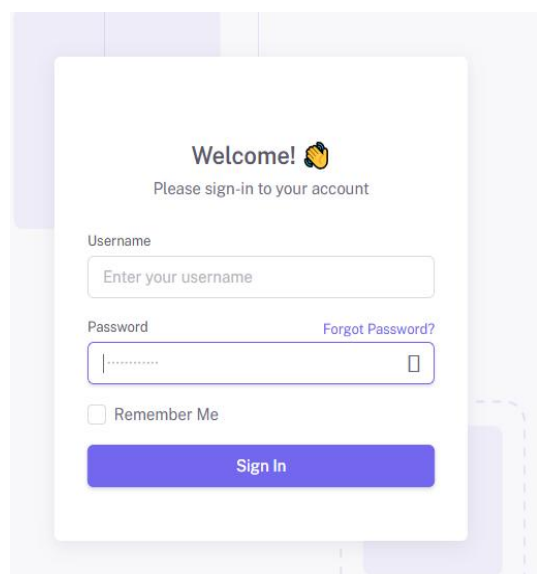 Welcome! 👋
Please sign-in to your account
Username
Enter your username
Password Forgot Password?
············
Remember Me
Sign In